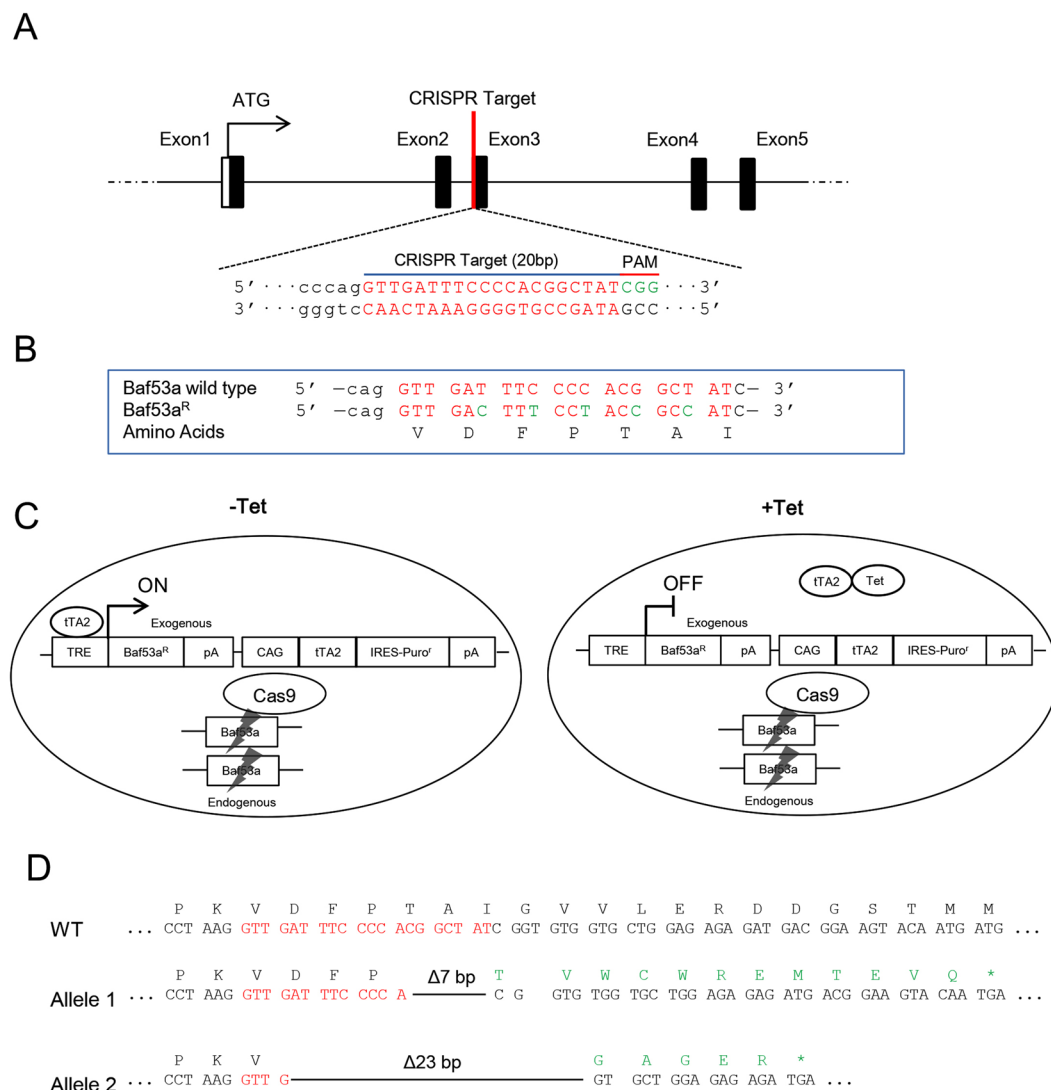 A
CRISPR Target
ATG
Exon1 Exon2 Exon3 Exon4 Exon5
CRISPR Target (20bp) PAM
5′ ···cccagGTTGATTTCCCCACGGCTATCGG···3′
3′ ···gggtcCAACTAAAGGGGTGCCGATAGCC···5′
B
Baf53a wild type 5′ —cag GTT GAT TTC CCC ACG GCT ATC— 3′
Baf53aR 5′ —cag GTT GAC TTT CCT ACC GCC ATC— 3′
Amino Acids V D F P T A I
C
-Tet
ON
tTA2
Exogenous
TRE Baf53aR pA CAG tTA2 IRES-Puror pA
Cas9
Baf53a
Baf53a
Endogenous
+Tet
OFF
tTA2 Tet
Exogenous
TRE Baf53aR pA CAG tTA2 IRES-Puror pA
Cas9
Baf53a
Baf53a
Endogenous
D
P K V D F P T A I G V V L E R D D G S T M M
WT ... CCT AAG GTT GAT TTC CCC ACG GCT ATC GGT GTG GTG CTG GAG AGA GAT GAC GGA AGT ACA ATG ATG ...
P K V D F P Δ7 bp T V W C W R E M T E V Q *
Allele 1 ... CCT AAG GTT GAT TTC CCC A C G GTG TGG TGC TGG AGA GAG ATG ACG GAA GTA CAA TGA ...
P K V Δ23 bp G A G E R *
Allele 2 ... CCT AAG GTT G GT GCT GGA GAG AGA TGA ...